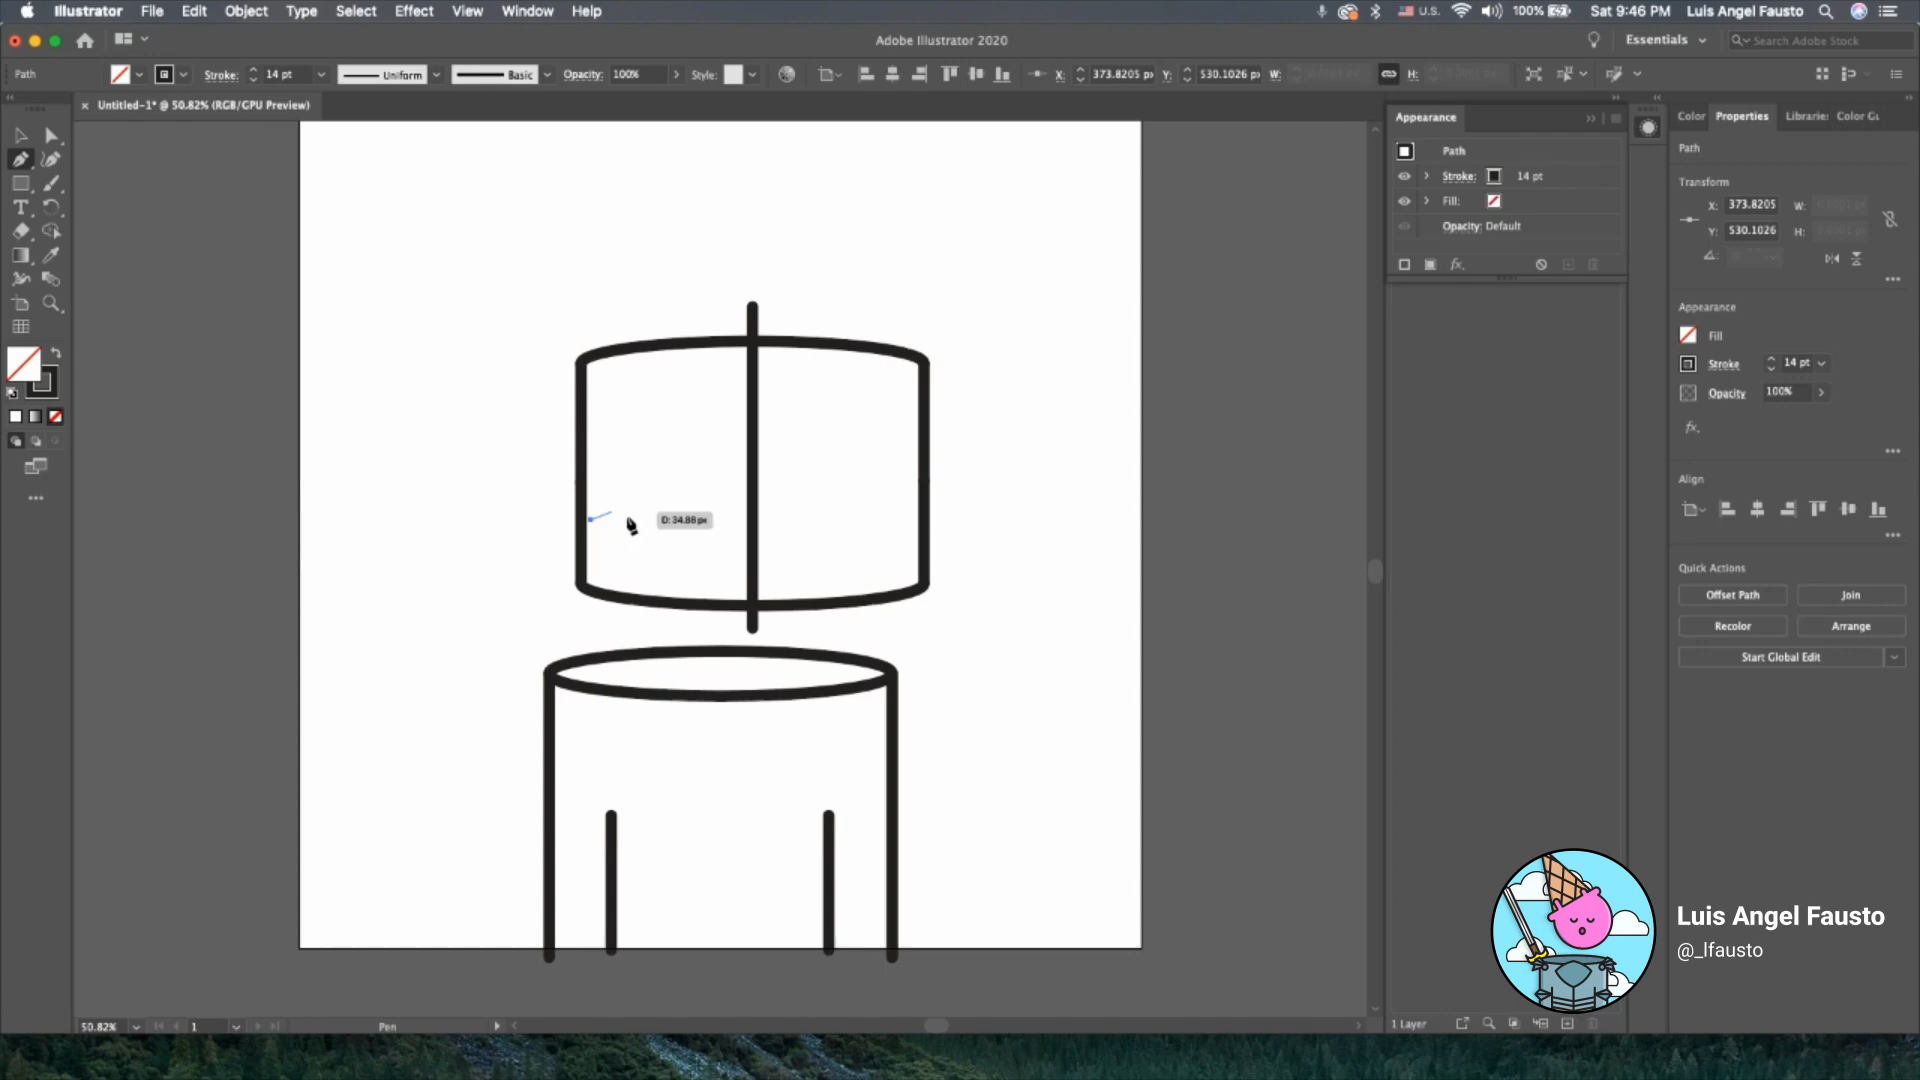 Illustrator File Edit Object Type Select Effect View Window Help
U.S. 100% Sat 9:46 PM Luis Angel Fausto
Adobe Illustrator 2020
Essentials
Search Adobe Stock
Path Stroke: 14 pt Uniform Basic Opacity: 100% Style: X: 373.8205 px Y: 530.1026 px W: H:
Untitled-1* @ 50.82% (RGB/GPU Preview)
Appearance
Path
Stroke: 14 pt
Fill:
Opacity: Default
Color Properties
Path
Transform
X: 373.8205 W:
Y: 530.1026 H:
Appearance
Fill
Stroke 14 pt
Opacity 100%
fx.
Align
Quick Actions
Offset Path Join
Recolor Arrange
Start Global Edit
D: 34.88 px
Luis Angel Fausto
@_lfausto
50.82% 1 Pen
1 Layer